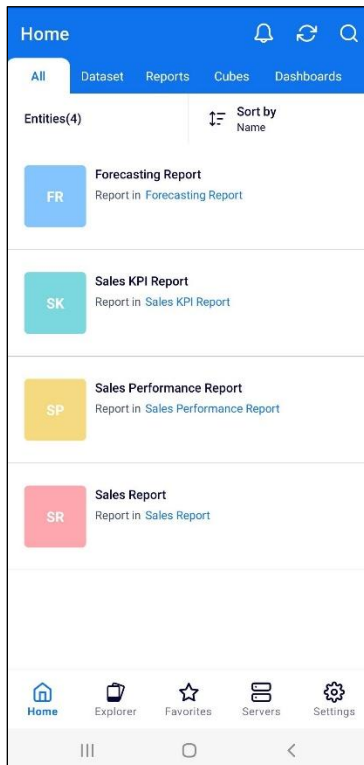 Home
All Dataset Reports Cubes Dashboards
Entities(4)
Sort by
Name
FR
Forecasting Report
Report in Forecasting Report
SK
Sales KPI Report
Report in Sales KPI Report
SP
Sales Performance Report
Report in Sales Performance Report
SR
Sales Report
Report in Sales Report
Home Explorer Favorites Servers Settings